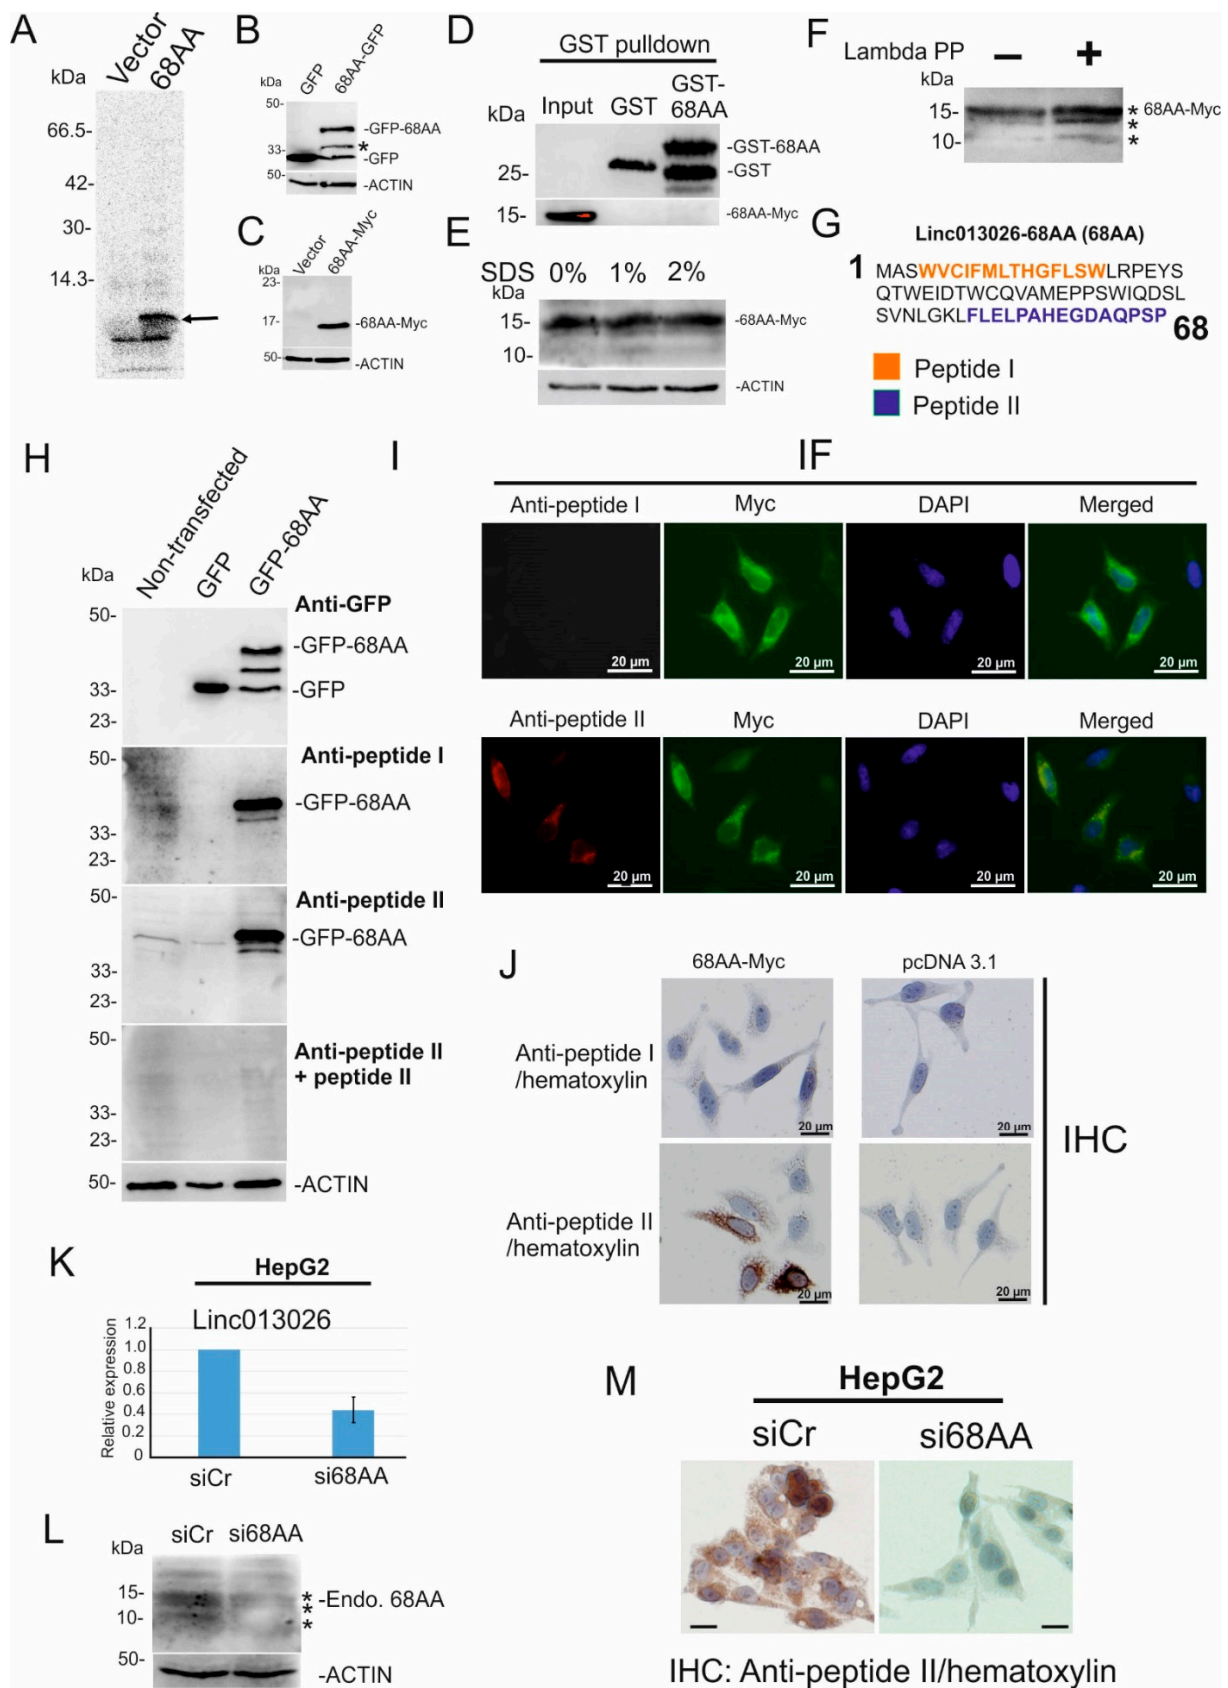 A
Vector
68AA
kDa
66.5-
42-
30-
14.3-
B
GFP
68AA-GFP
kDa
50-
-GFP-68AA
*
33-
-GFP
50-
-ACTIN
C
Vector
68AA-Myc
kDa
23-
17-
-68AA-Myc
50-
-ACTIN
D
GST pulldown
kDa
Input
GST
GST-
68AA
-GST-68AA
25-
-GST
15-
-68AA-Myc
E
SDS
0%
1%
2%
kDa
15-
-68AA-Myc
10-
-ACTIN
F
Lambda PP
–
+
kDa
15-
* 68AA-Myc
*
10-
*
G
Linc013026-68AA (68AA)
1 MASWVCIFMLTHGFLSWLRPEYS
QTWEIDTWCQVAMEPPSWIQDSL
SVNLGKLFLELPAHEGDAQPSP 68
Peptide I
Peptide II
H
Non-transfected
GFP
GFP-68AA
kDa
Anti-GFP
50-
-GFP-68AA
33-
-GFP
23-
Anti-peptide I
50-
-GFP-68AA
33-
23-
Anti-peptide II
50-
-GFP-68AA
33-
23-
50-
Anti-peptide II
+ peptide II
33-
23-
50-
-ACTIN
I
IF
Anti-peptide I
Myc
DAPI
Merged
20 µm
20 µm
20 µm
20 µm
Anti-peptide II
Myc
DAPI
Merged
20 µm
20 µm
20 µm
20 µm
J
68AA-Myc
pcDNA 3.1
Anti-peptide I
/hematoxylin
20 µm
20 µm
Anti-peptide II
/hematoxylin
20 µm
20 µm
IHC
K
HepG2
Linc013026
Relative expression
1.2
1.0
0.8
0.6
0.4
0.2
0
siCr
si68AA
L
siCr
si68AA
kDa
15-
* -Endo. 68AA
*
10-
*
50-
-ACTIN
M
HepG2
siCr
si68AA
IHC: Anti-peptide II/hematoxylin